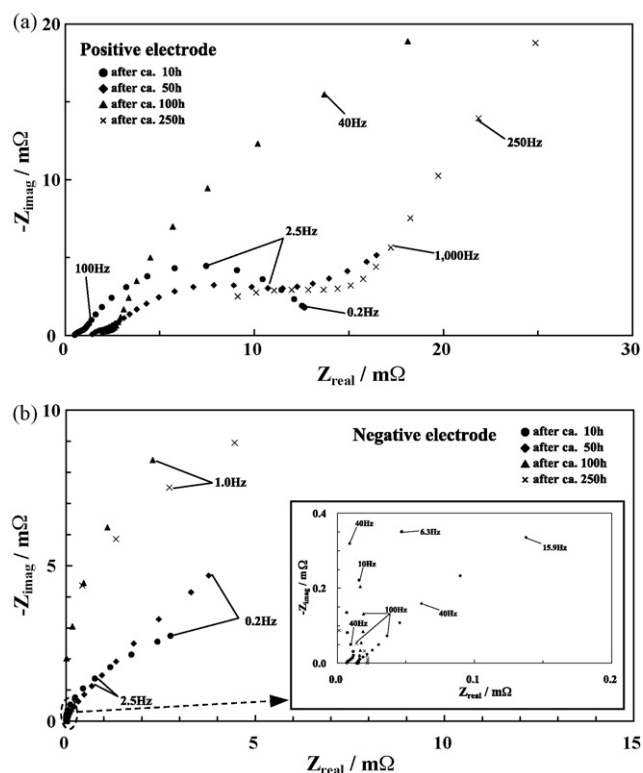 (a)
20
10
0
-Zimag / mΩ
Positive electrode
● after ca. 10h
◆ after ca. 50h
▲ after ca. 100h
× after ca. 250h
40Hz
250Hz
2.5Hz
1,000Hz
100Hz
0.2Hz
0 5 10 15 20 25 30
Zreal / mΩ
(b)
10
5
0
-Zimag / mΩ
Negative electrode
● after ca. 10h
◆ after ca. 50h
▲ after ca. 100h
× after ca. 250h
1.0Hz
0.2Hz
2.5Hz
0.4
0.2
0.0
-Zimag / mΩ
40Hz
6.3Hz
15.9Hz
10Hz
100Hz
40Hz
40Hz
0.0 0.1 0.2
Zreal / mΩ
0 5 10 15
Zreal / mΩ